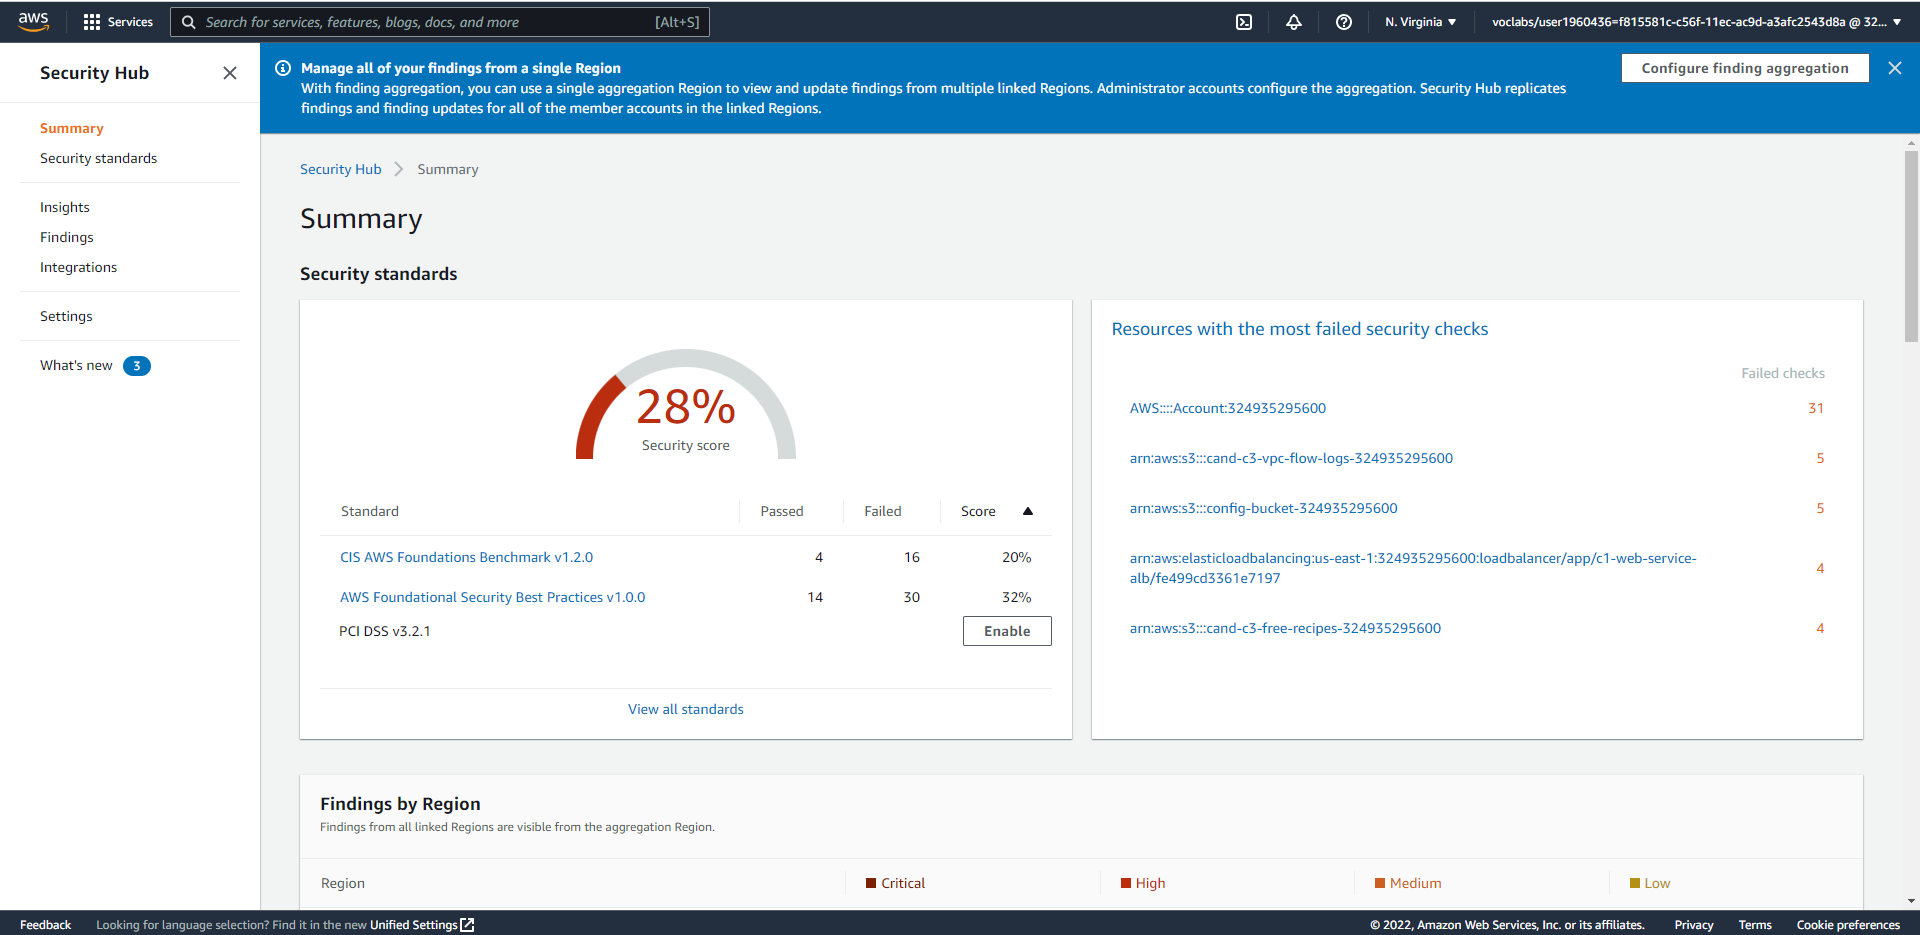 aws
Services
Search for services, features, blogs, docs, and more
[Alt+S]
N. Virginia
voclabs/user1960436=f815581c-c56f-11ec-ac9d-a3afc2543d8a @ 32...
Security Hub
Summary
Security standards
Insights
Findings
Integrations
Settings
What's new 3
Manage all of your findings from a single Region
With finding aggregation, you can use a single aggregation Region to view and update findings from multiple linked Regions. Administrator accounts configure the aggregation. Security Hub replicates
findings and finding updates for all of the member accounts in the linked Regions.
Configure finding aggregation
Security Hub Summary
Summary
Security standards
28%
Security score
Standard Passed Failed Score
CIS AWS Foundations Benchmark v1.2.0 4 16 20%
AWS Foundational Security Best Practices v1.0.0 14 30 32%
PCI DSS v3.2.1 Enable
View all standards
Resources with the most failed security checks
Failed checks
AWS::::Account:324935295600 31
arn:aws:s3:::cand-c3-vpc-flow-logs-324935295600 5
arn:aws:s3:::config-bucket-324935295600 5
arn:aws:elasticloadbalancing:us-east-1:324935295600:loadbalancer/app/c1-web-service-
alb/fe499cd3361e7197 4
arn:aws:s3:::cand-c3-free-recipes-324935295600 4
Findings by Region
Findings from all linked Regions are visible from the aggregation Region.
Region Critical High Medium Low
Feedback Looking for language selection? Find it in the new Unified Settings
© 2022, Amazon Web Services, Inc. or its affiliates. Privacy Terms Cookie preferences